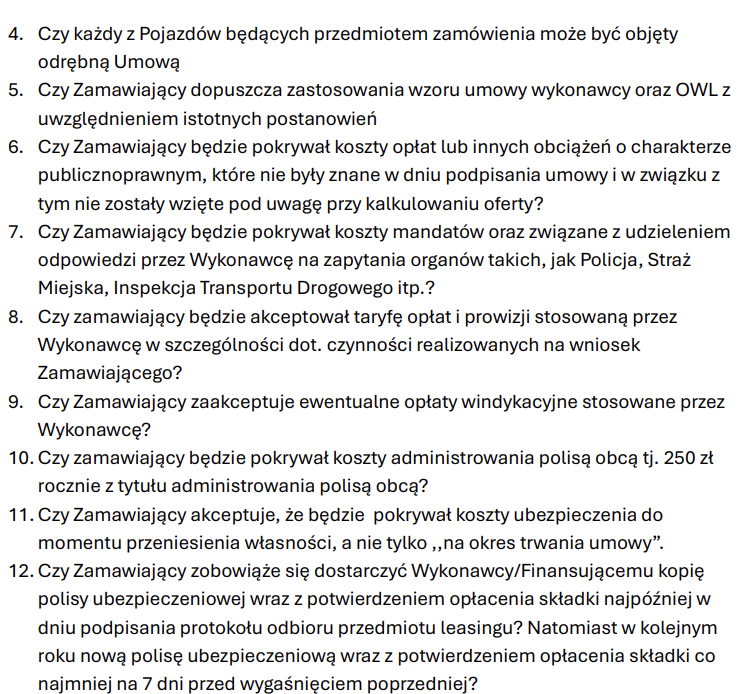 4. Czy każdy z Pojazdów będących przedmiotem zamówienia może być objęty
odrębną Umową
5. Czy Zamawiający dopuszcza zastosowania wzoru umowy wykonawcy oraz OWL z
uwzględnieniem istotnych postanowień
6. Czy Zamawiający będzie pokrywał koszty opłat lub innych obciążeń o charakterze
publicznoprawnym, które nie były znane w dniu podpisania umowy i w związku z
tym nie zostały wzięte pod uwagę przy kalkulowaniu oferty?
7. Czy Zamawiający będzie pokrywał koszty mandatów oraz związane z udzieleniem
odpowiedzi przez Wykonawcę na zapytania organów takich, jak Policja, Straż
Miejska, Inspekcja Transportu Drogowego itp.?
8. Czy zamawiający będzie akceptował taryfę opłat i prowizji stosowaną przez
Wykonawcę w szczególności dot. czynności realizowanych na wniosek
Zamawiającego?
9. Czy Zamawiający zaakceptuje ewentualne opłaty windykacyjne stosowane przez
Wykonawcę?
10. Czy zamawiający będzie pokrywał koszty administrowania polisą obcą tj. 250 zł
rocznie z tytułu administrowania polisą obcą?
11. Czy Zamawiający akceptuje, że będzie  pokrywał koszty ubezpieczenia do
momentu przeniesienia własności, a nie tylko ,,na okres trwania umowy”.
12. Czy Zamawiający zobowiąże się dostarczyć Wykonawcy/Finansującemu kopię
polisy ubezpieczeniowej wraz z potwierdzeniem opłacenia składki najpóźniej w
dniu podpisania protokołu odbioru przedmiotu leasingu? Natomiast w kolejnym
roku nową polisę ubezpieczeniową wraz z potwierdzeniem opłacenia składki co
najmniej na 7 dni przed wygaśnięciem poprzedniej?